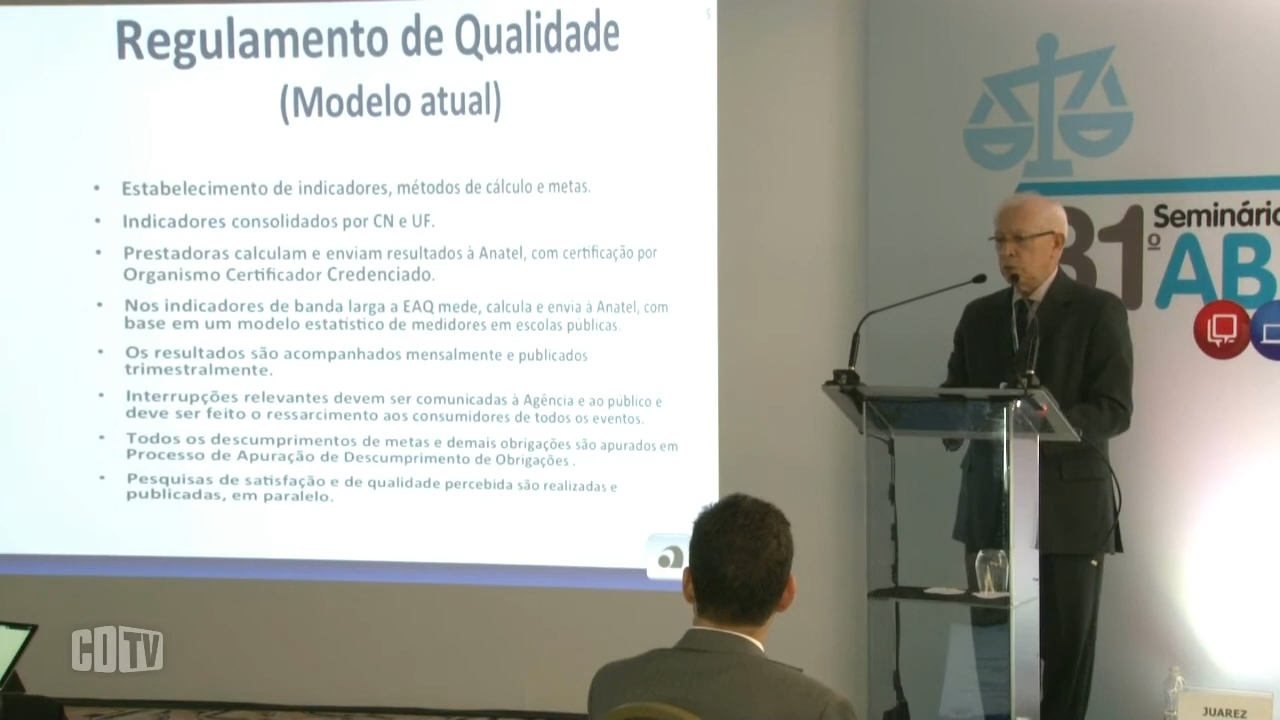 5
Regulamento de Qualidade
(Modelo atual)
• Estabelecimento de indicadores, métodos de cálculo e metas.
• Indicadores consolidados por CN e UF.
• Prestadoras calculam e enviam resultados à Anatel, com certificação por
Organismo Certificador Credenciado.
• Nos indicadores de banda larga a EAQ mede, calcula e envia à Anatel, com
base em um modelo estatístico de medidores em escolas públicas.
• Os resultados são acompanhados mensalmente e publicados
trimestralmente.
• Interrupções relevantes devem ser comunicadas à Agência e ao público e
deve ser feito o ressarcimento aos consumidores de todos os eventos.
• Todos os descumprimentos de metas e demais obrigações são apurados em
Processo de Apuração de Descumprimento de Obrigações .
• Pesquisas de satisfação e de qualidade percebida são realizadas e
publicadas, em paralelo.
31º Seminário
AB
CDTV
JUAREZ